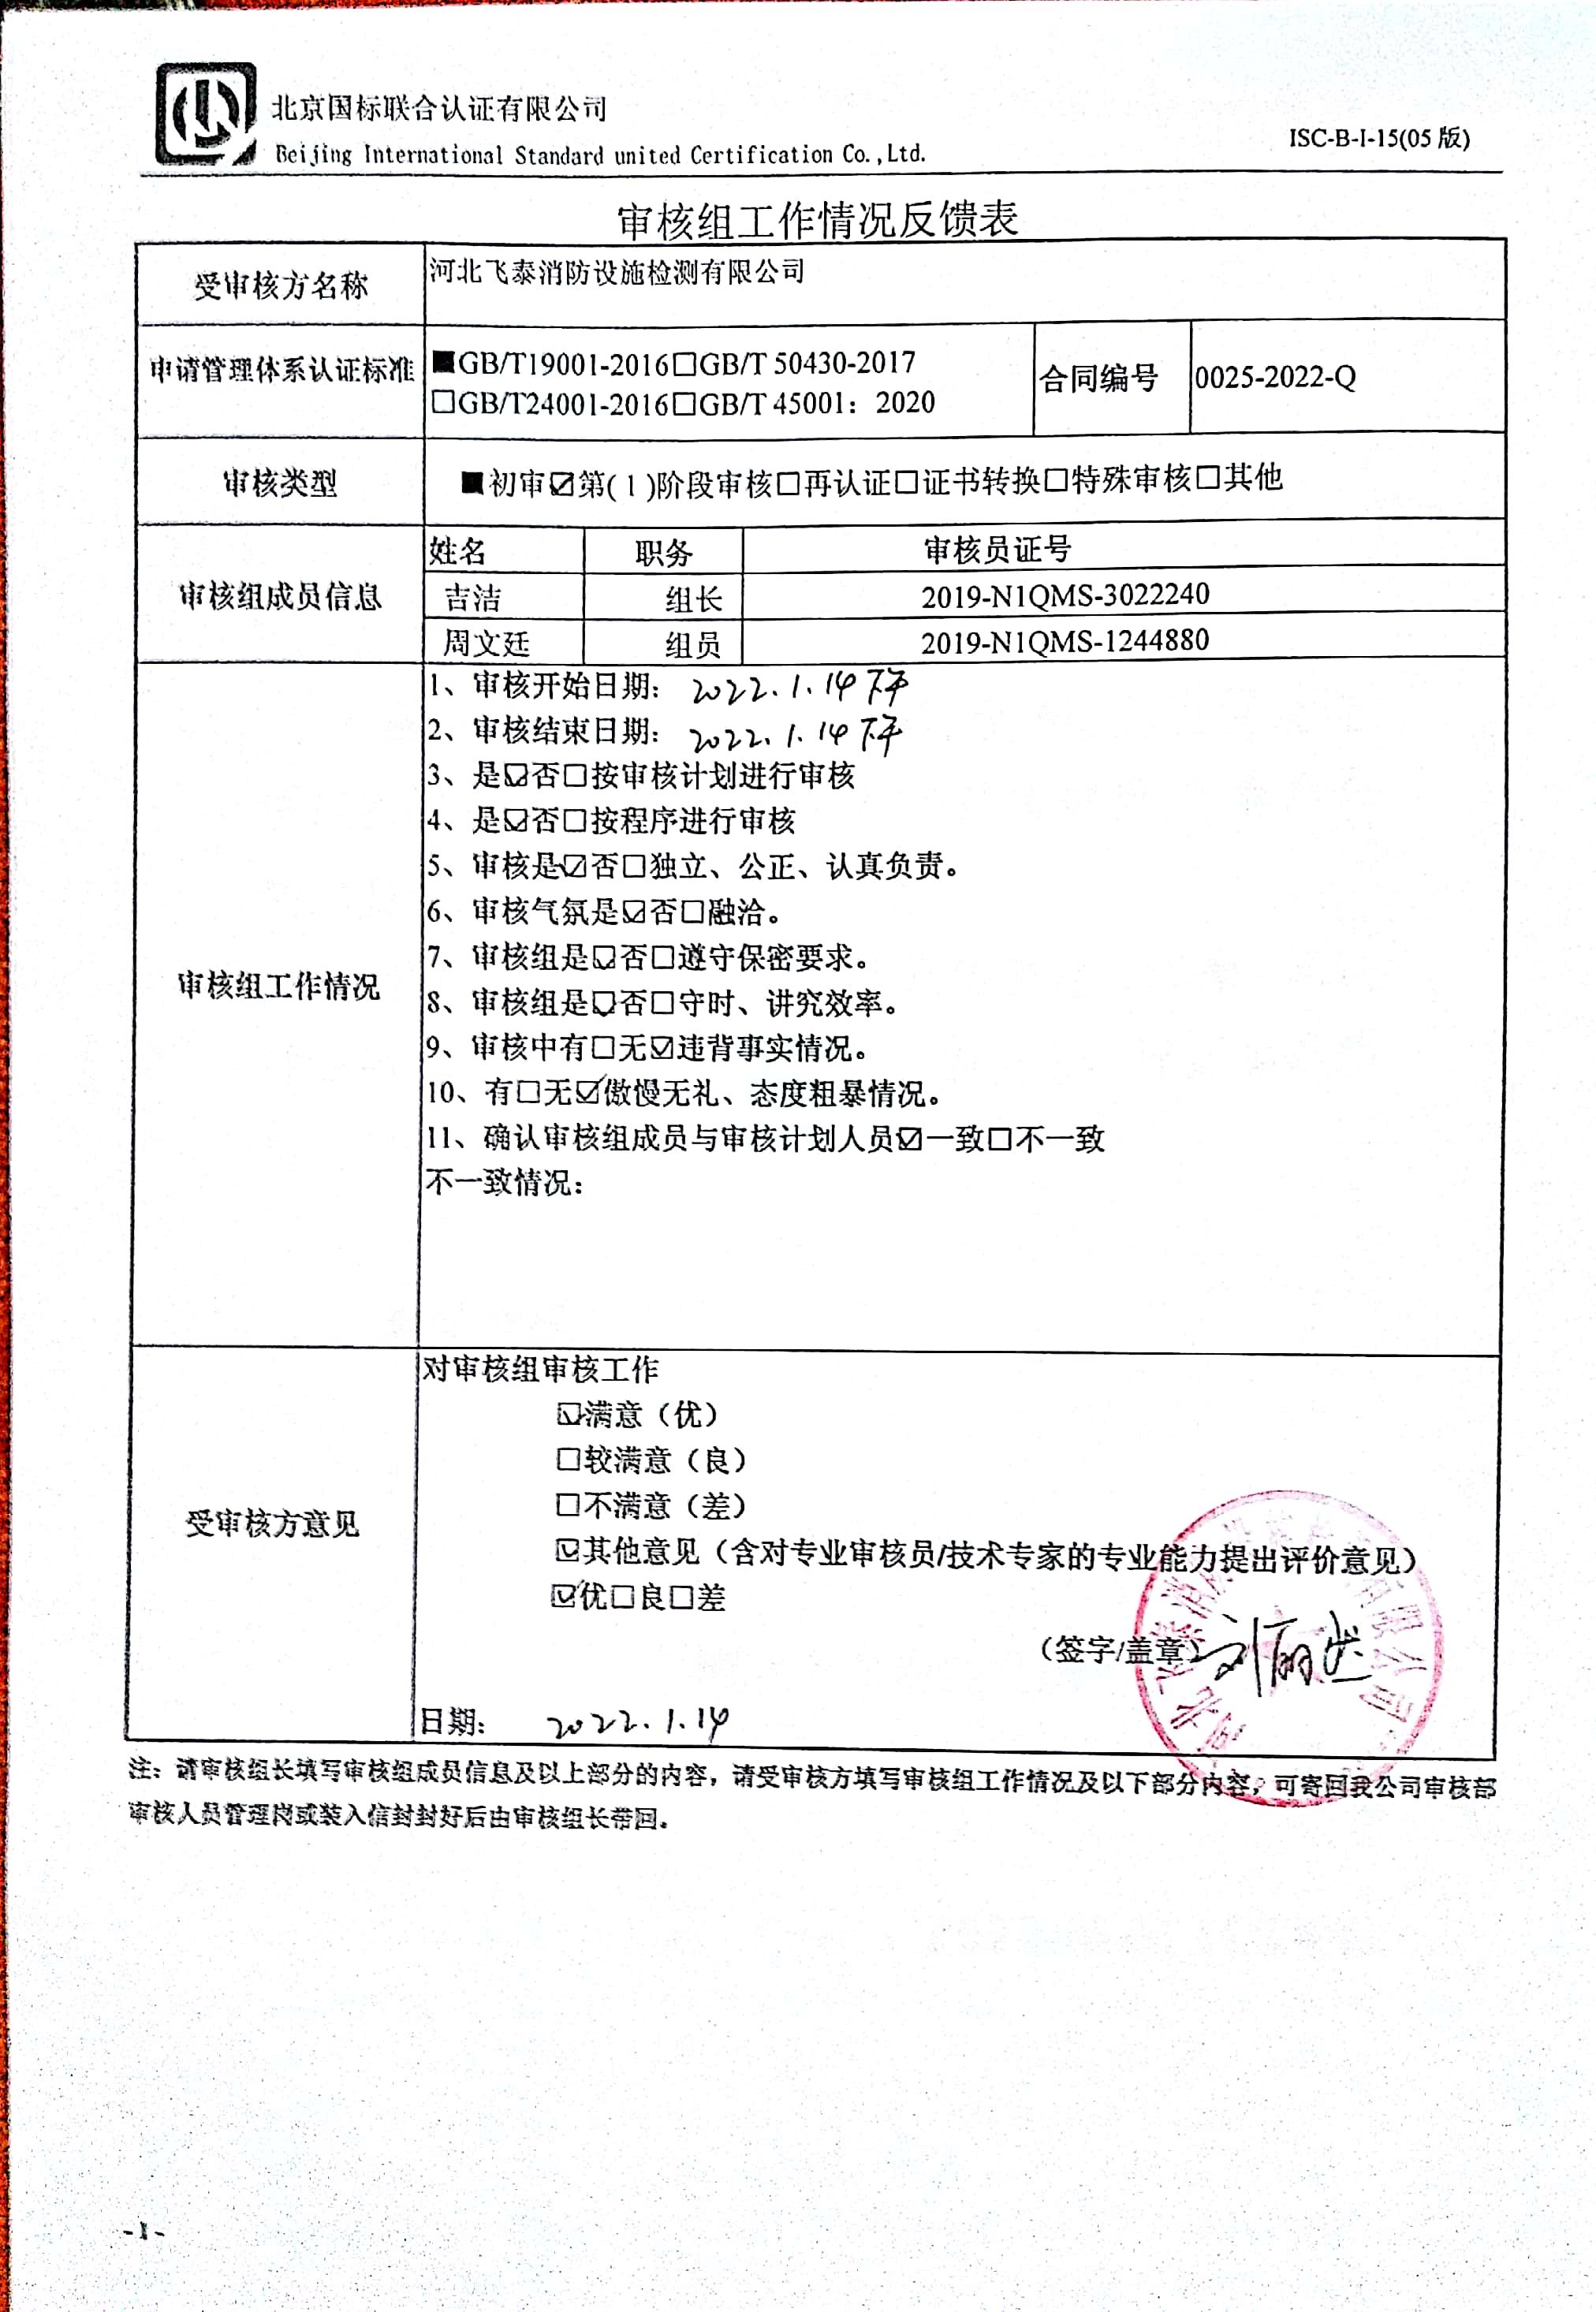 北京国标联合认证有限公司
Beijing International Standard united Certification Co.,Ltd.
ISC-B-I-15(05 版)
审核组工作情况反馈表
受审核方名称 河北飞泰消防设施检测有限公司
申请管理体系认证标准 ■GB/T19001-2016□GB/T 50430-2017
□GB/T24001-2016□GB/T 45001：2020
合同编号 0025-2022-Q
审核类型 ■初审☑第(1)阶段审核□再认证□证书转换□特殊审核□其他
审核组成员信息
姓名 职务 审核员证号
吉洁 组长 2019-N1QMS-3022240
周文廷 组员 2019-N1QMS-1244880
审核组工作情况
1、审核开始日期： 2022.1.14 下午
2、审核结束日期： 2022.1.14 下午
3、是☑否□按审核计划进行审核
4、是☑否□按程序进行审核
5、审核是☑否□独立、公正、认真负责。
6、审核气氛是☑否□融洽。
7、审核组是☑否□遵守保密要求。
8、审核组是☑否□守时、讲究效率。
9、审核中有□无☑违背事实情况。
10、有□无☑傲慢无礼、态度粗暴情况。
11、确认审核组成员与审核计划人员☑一致□不一致
不一致情况：
受审核方意见
对审核组审核工作
☑满意（优）
□较满意（良）
□不满意（差）
☑其他意见（含对专业审核员/技术专家的专业能力提出评价意见）
☑优□良□差
（签字/盖章）
日期： 2022.1.14
注：请审核组长填写审核组成员信息及以上部分的内容，请受审核方填写审核组工作情况及以下部分内容，可寄回我公司审核部
审核人员管理岗或装入信封封好后由审核组长带回。
-1-